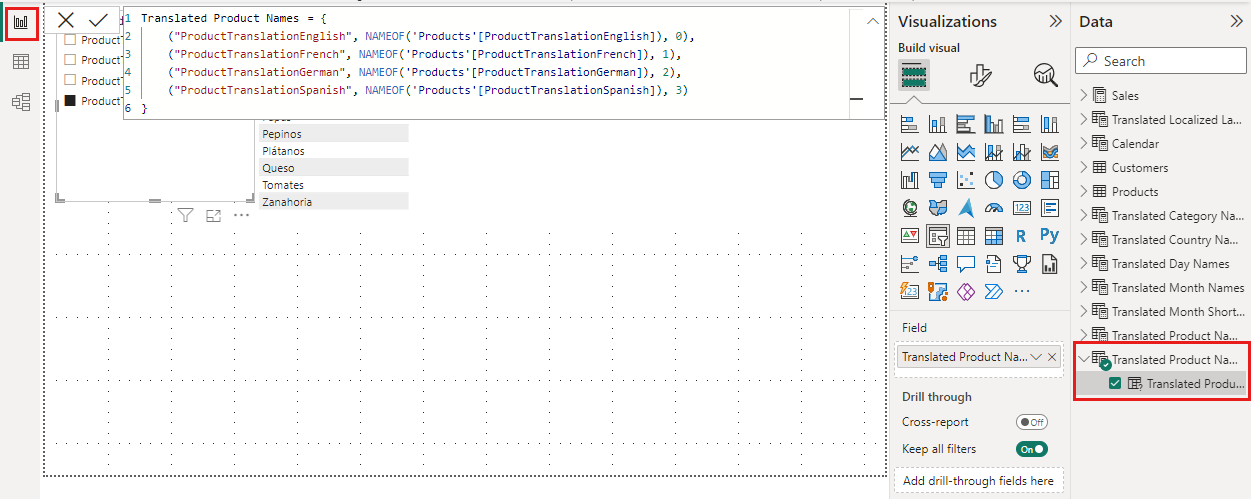 1 Translated Product Names = {
2 ("ProductTranslationEnglish", NAMEOF('Products'[ProductTranslationEnglish]), 0),
3 ("ProductTranslationFrench", NAMEOF('Products'[ProductTranslationFrench]), 1),
4 ("ProductTranslationGerman", NAMEOF('Products'[ProductTranslationGerman]), 2),
5 ("ProductTranslationSpanish", NAMEOF('Products'[ProductTranslationSpanish]), 3)
6 }
Pepinos
Plátanos
Queso
Tomates
Zanahoria
Visualizations
Build visual
123
R
Py
123
Field
Translated Product Na...
Drill through
Cross-report
Off
Keep all filters
On
Add drill-through fields here
Data
Search
Sales
Translated Localized La...
Calendar
Customers
Products
Translated Category Na...
Translated Country Na...
Translated Day Names
Translated Month Names
Translated Month Short...
Translated Product Na...
Translated Product Na...
Translated Produ...